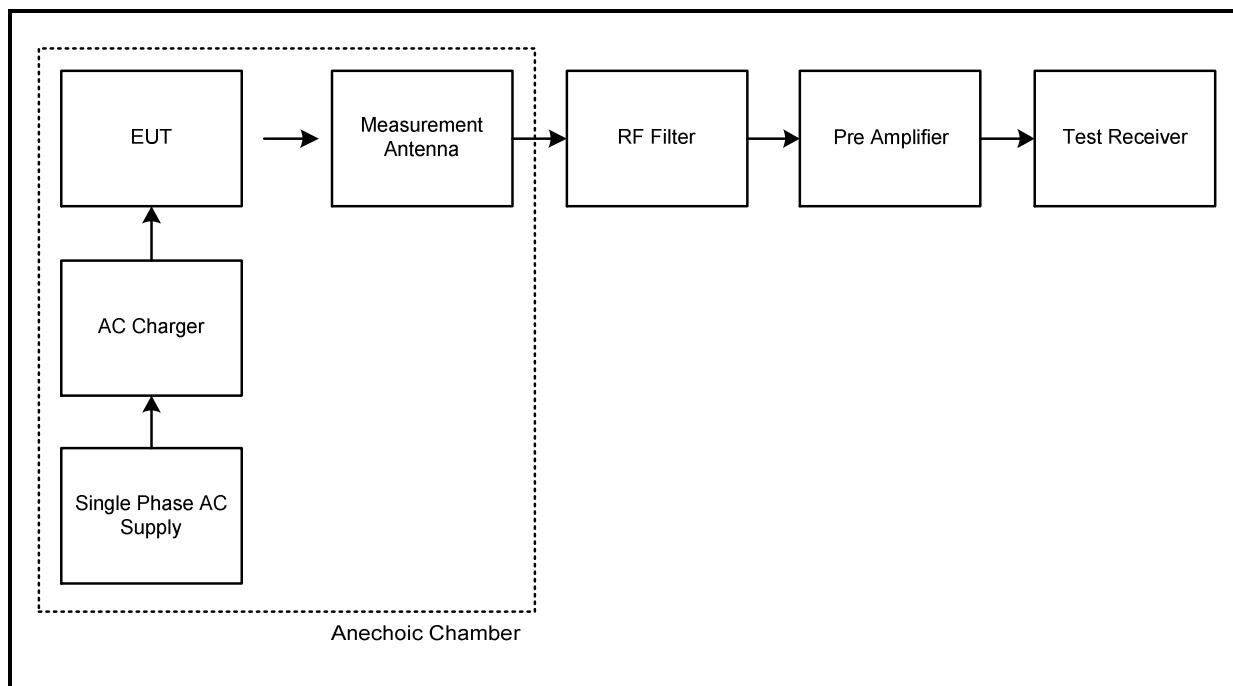 EUT
Measurement
Antenna
RF Filter
Pre Amplifier
Test Receiver
AC Charger
Single Phase AC
Supply
Anechoic Chamber